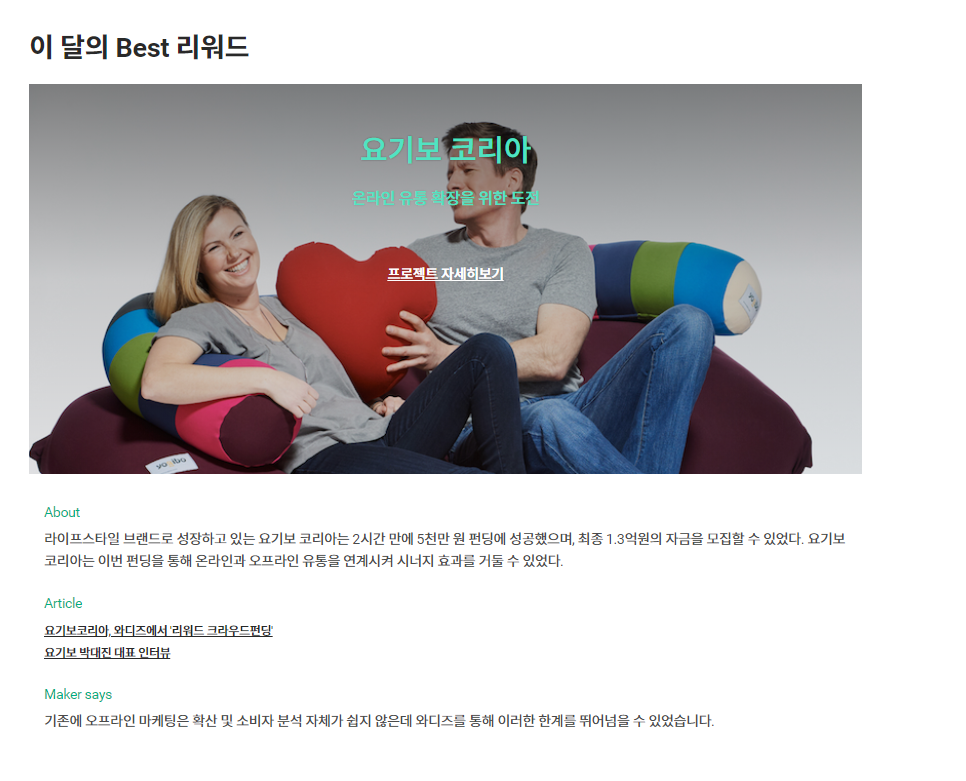 이 달의 Best 리워드
요기보 코리아
온라인 유통 확장을 위한 도전
프로젝트 자세히보기
yogibo
About
라이프스타일 브랜드로 성장하고 있는 요기보 코리아는 2시간 만에 5천만 원 펀딩에 성공했으며, 최종 1.3억원의 자금을 모집할 수 있었다. 요기보
코리아는 이번 펀딩을 통해 온라인과 오프라인 유통을 연계시켜 시너지 효과를 거둘 수 있었다.
Article
요기보코리아, 와디즈에서 '리워드 크라우드펀딩'
요기보 박대진 대표 인터뷰
Maker says
기존에 오프라인 마케팅은 확산 및 소비자 분석 자체가 쉽지 않은데 와디즈를 통해 이러한 한계를 뛰어넘을 수 있었습니다.